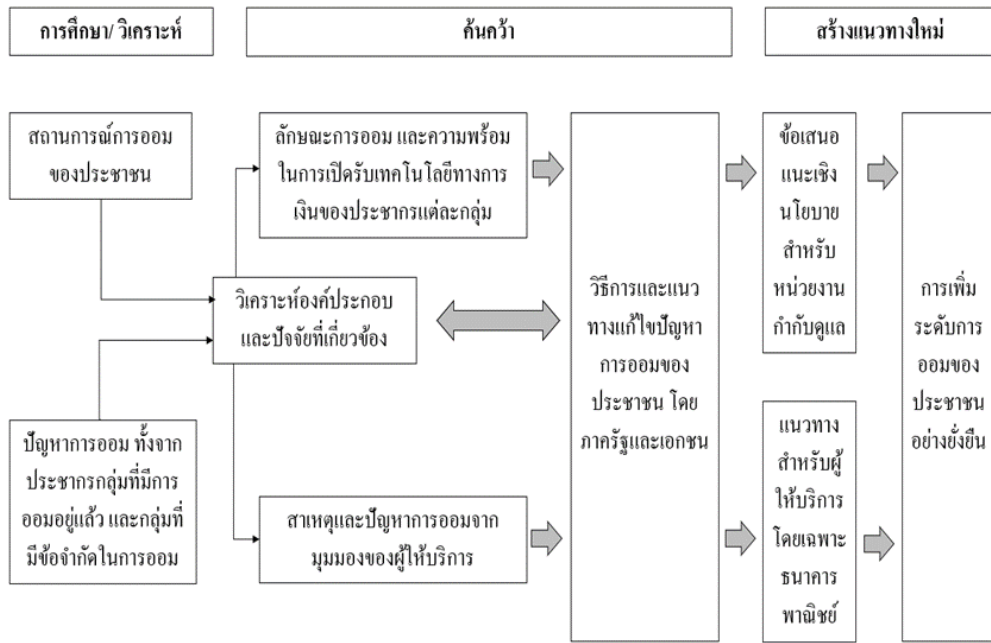 การศึกษา/ วิเคราะห์
ค้นคว้า
สร้างแนวทางใหม่
สถานการณ์การออม
ของประชาชน
ลักษณะการออม และความพร้อม
ในการเปิดรับเทคโนโลยีทางการ
เงินของประชากรแต่ละกลุ่ม
วิเคราะห์องค์ประกอบ
และปัจจัยที่เกี่ยวข้อง
ปัญหาการออม ทั้งจาก
ประชากรกลุ่มที่มีการ
ออมอยู่แล้ว และกลุ่มที่
มีข้อจำกัดในการออม
สาเหตุและปัญหาการออมจาก
มุมมองของผู้ให้บริการ
วิธีการและแนว
ทางแก้ไขปัญหา
การออมของ
ประชาชน โดย
ภาครัฐและเอกชน
ข้อเสนอ
แนะเชิง
นโยบาย
สำหรับ
หน่วยงาน
กำกับดูแล
แนวทาง
สำหรับผู้
ให้บริการ
โดยเฉพาะ
ธนาคาร
พาณิชย์
การเพิ่ม
ระดับการ
ออมของ
ประชาชน
อย่างยั่งยืน